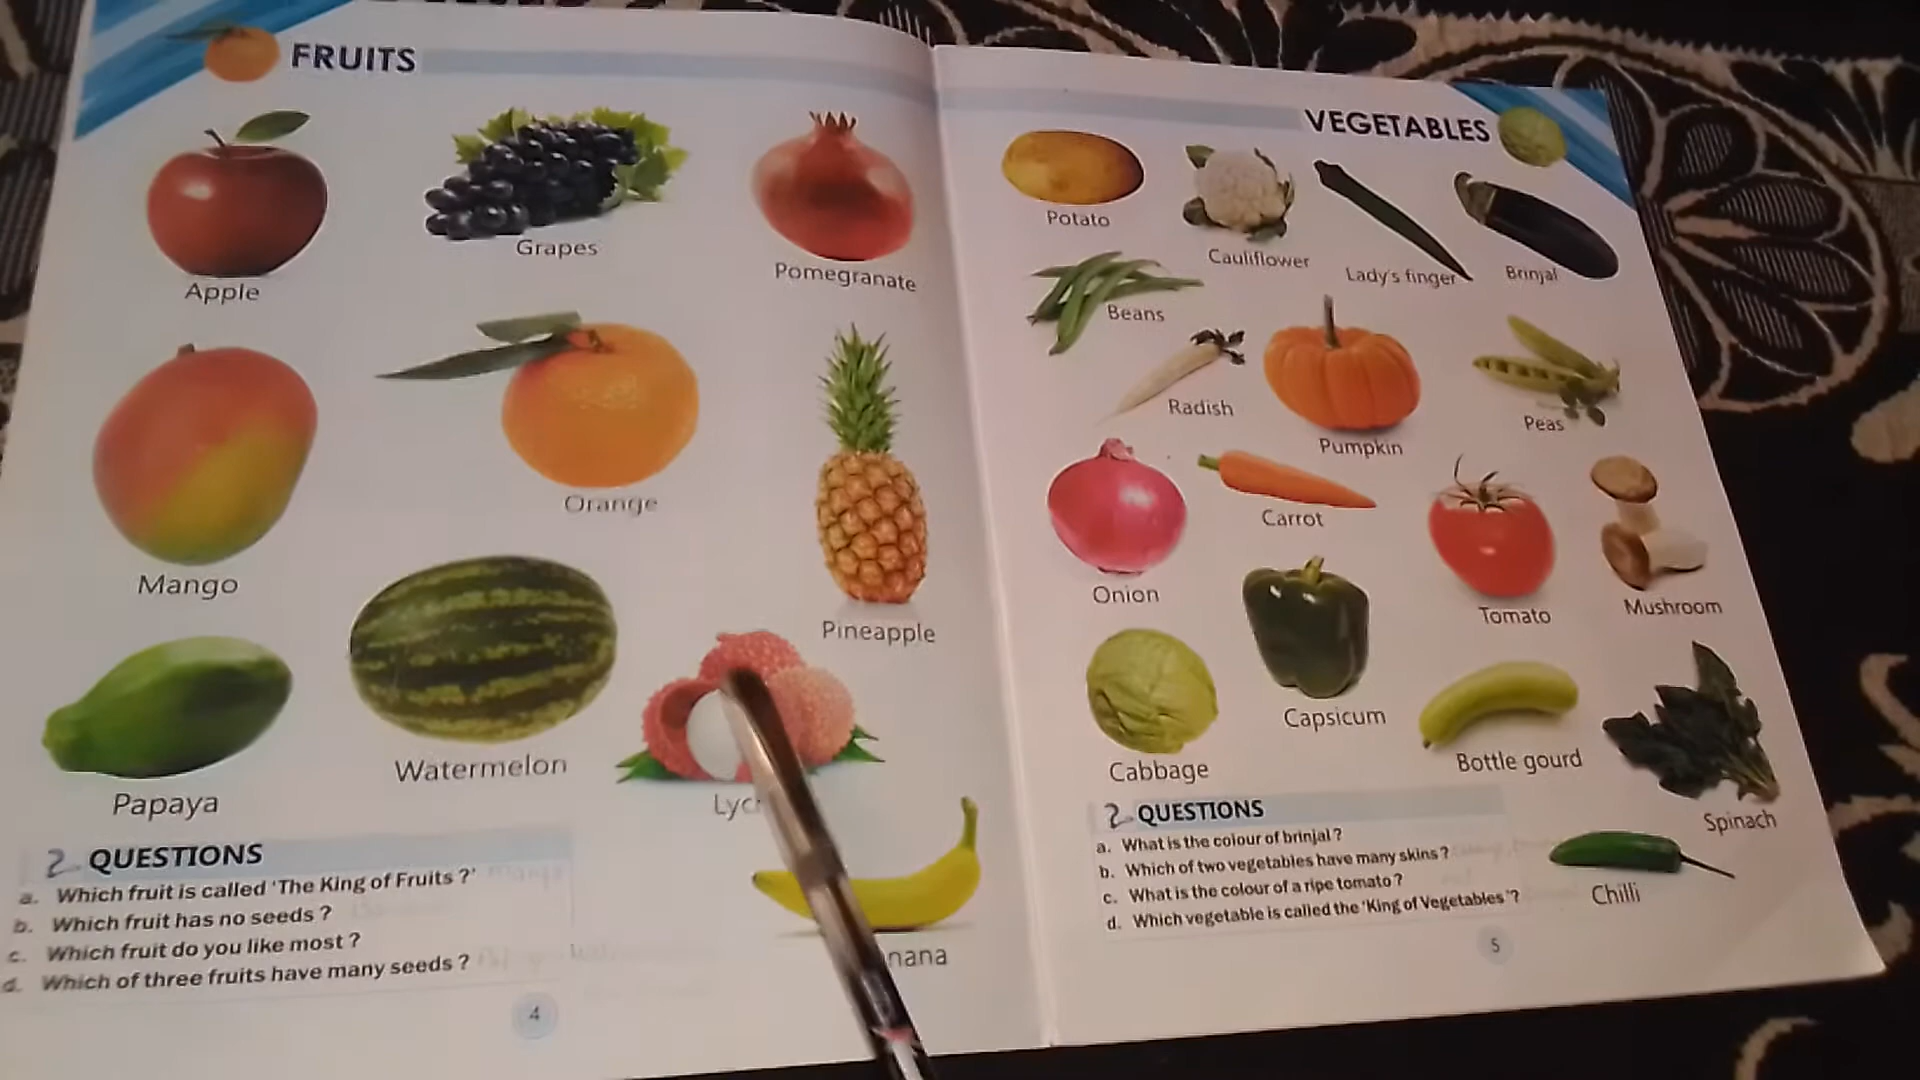 FRUITS
Apple
Grapes
Pomegranate
Mango
Orange
Pineapple
Papaya
Watermelon
QUESTIONS
a. Which fruit is called 'The King of Fruits ?'
b. Which fruit has no seeds ?
c. Which fruit do you like most ?
d. Which of three fruits have many seeds ?
4
VEGETABLES
Potato
Cauliflower
Lady's finger
Brinjal
Beans
Radish
Pumpkin
Peas
Onion
Carrot
Tomato
Mushroom
Cabbage
Capsicum
Bottle gourd
Spinach
Chilli
2 QUESTIONS
a. What is the colour of brinjal ?
b. Which of two vegetables have many skins ?
c. What is the colour of a ripe tomato ?
d. Which vegetable is called the 'King of Vegetables '?
5